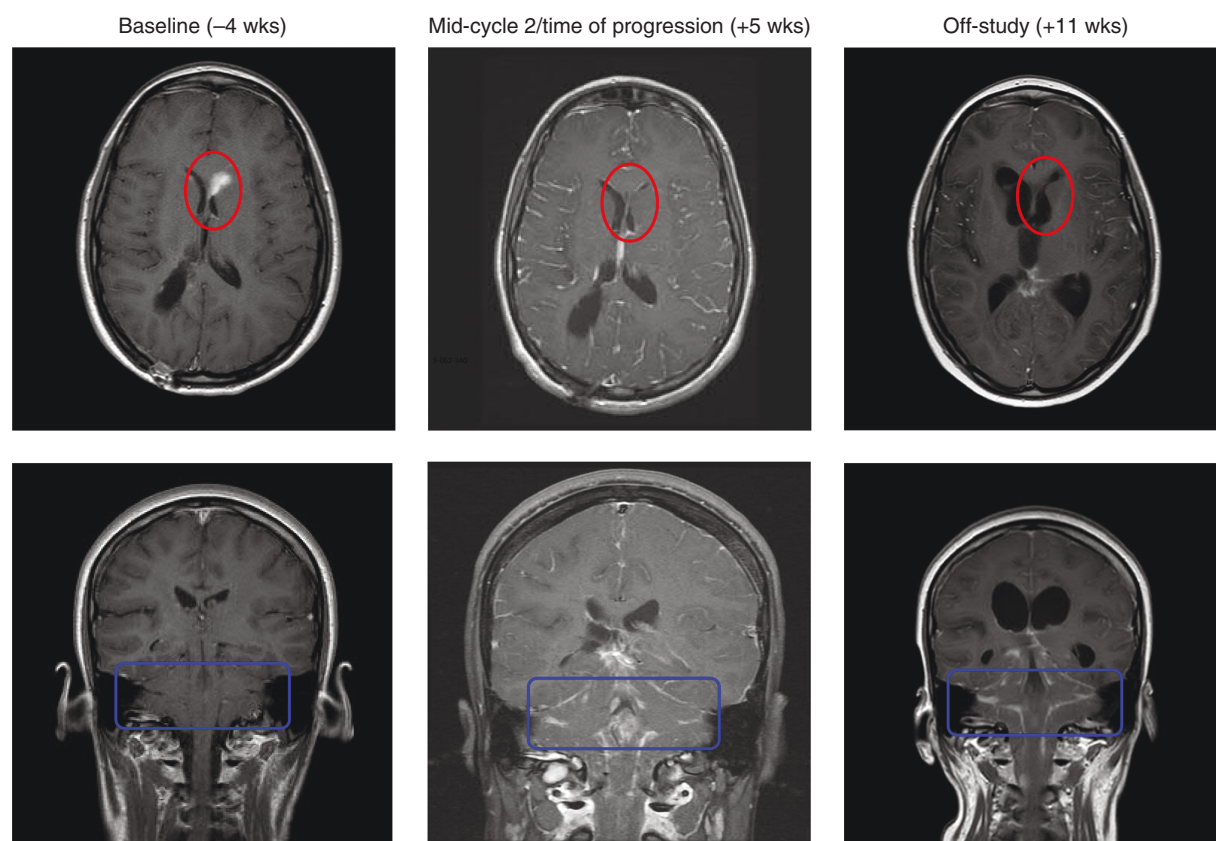 Baseline (–4 wks)
Mid-cycle 2/time of progression (+5 wks)
Off-study (+11 wks)